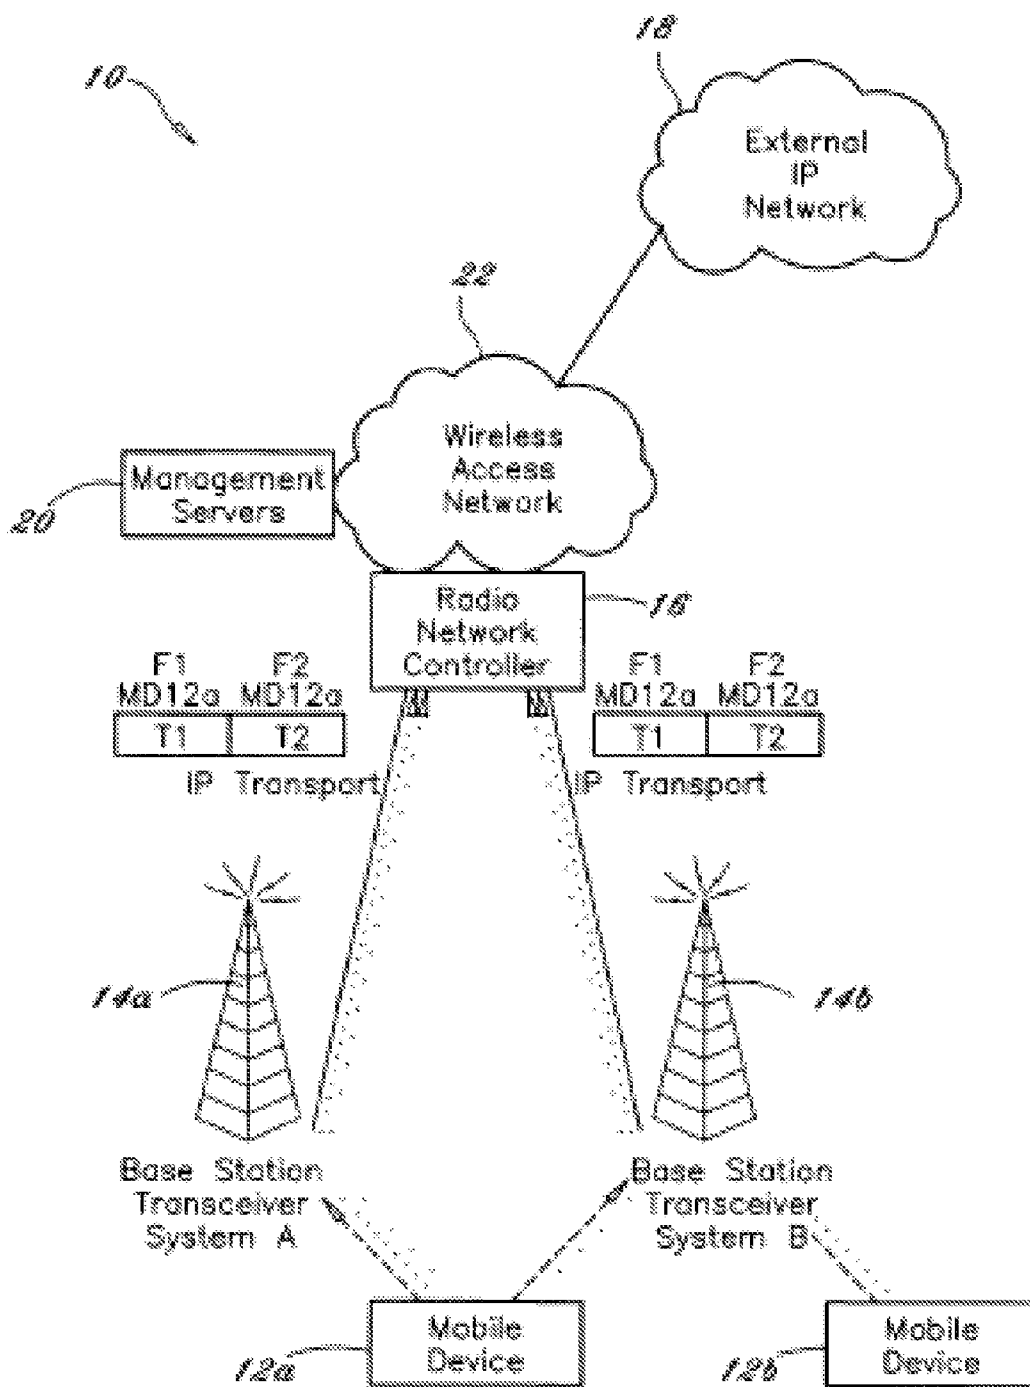 10
18
External
IP
Network
22
Wireless
Access
Network
Management
Servers
20
Radio
Network
Controller
16
F1 F2
MD12a MD12a
T1 T2
IP Transport
F1 F2
MD12a MD12a
T1 T2
IP Transport
14a
14b
Base Station
Transceiver
System A
Base Station
Transceiver
System B
Mobile
Device
12a
Mobile
Device
12b